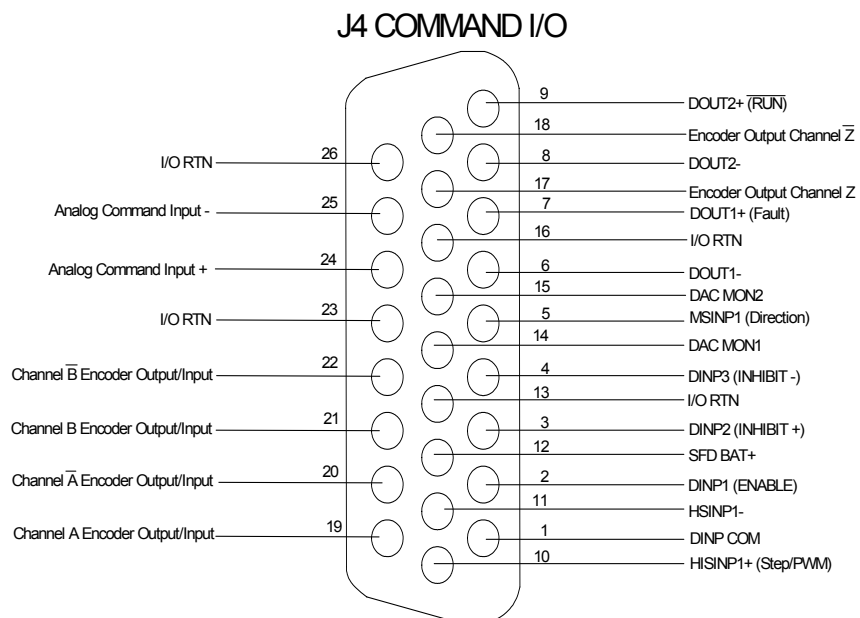 J4 COMMAND I/O
26 I/O RTN
25 Analog Command Input -
24 Analog Command Input +
23 I/O RTN
22 Channel B̅ Encoder Output/Input
21 Channel B Encoder Output/Input
20 Channel A̅ Encoder Output/Input
19 Channel A Encoder Output/Input
9 DOUT2+ (R̅U̅N̅)
18 Encoder Output Channel Z̅
8 DOUT2-
17 Encoder Output Channel Z
7 DOUT1+ (Fault)
16 I/O RTN
6 DOUT1-
15 DAC MON2
5 MSINP1 (Direction)
14 DAC MON1
4 DINP3 (INHIBIT -)
13 I/O RTN
3 DINP2 (INHIBIT +)
12 SFD BAT+
2 DINP1 (ENABLE)
11 HSINP1-
1 DINP COM
10 HISINP1+ (Step/PWM)